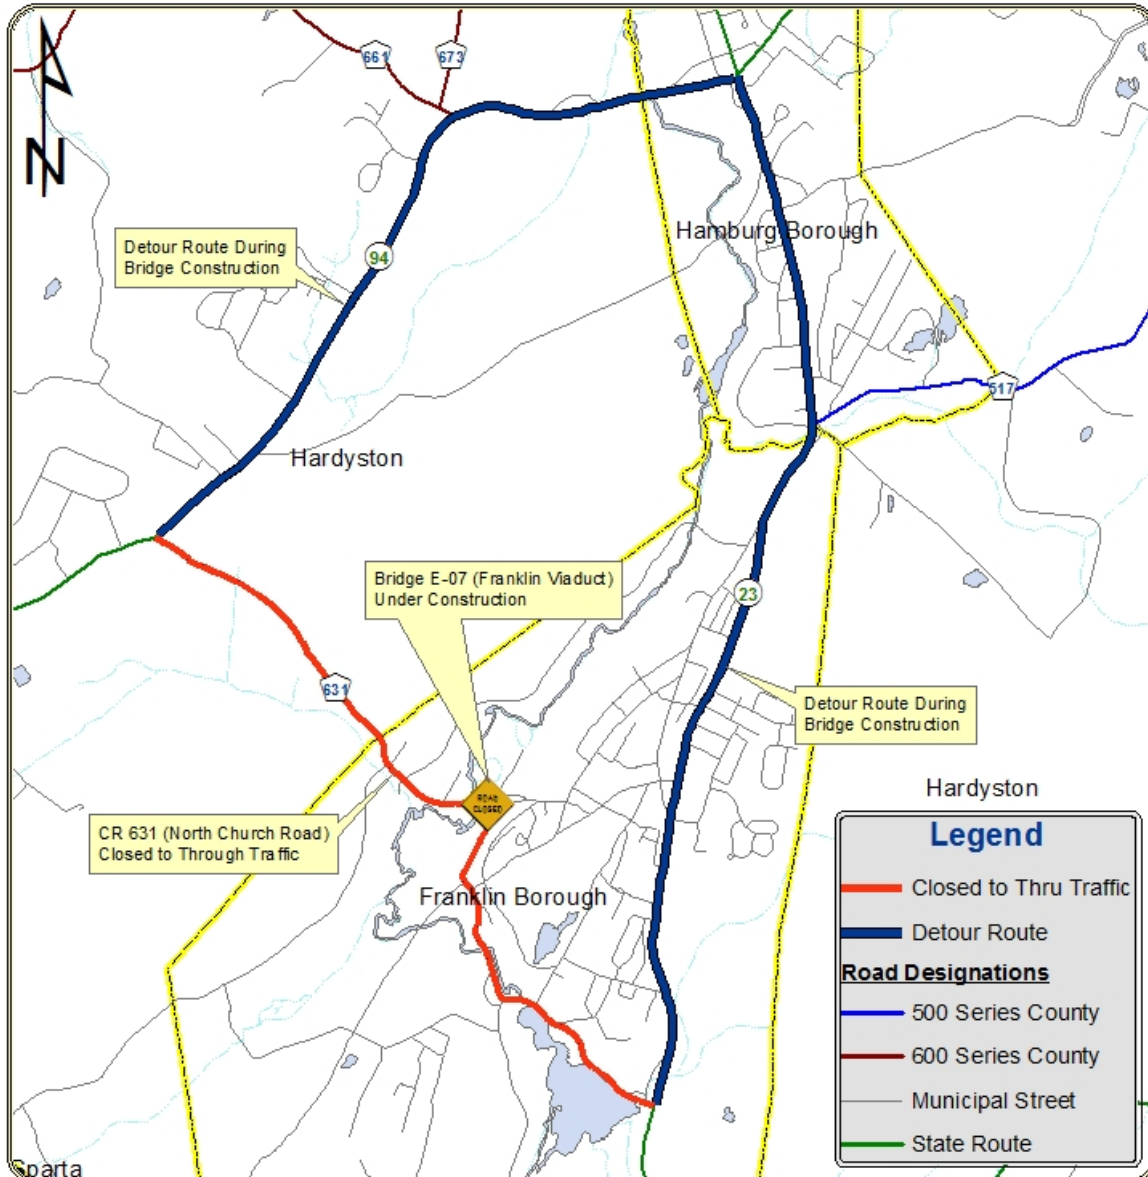 661
673
N
Hamburg Borough
Detour Route During
Bridge Construction
94
517
Hardyston
Bridge E-07 (Franklin Viaduct)
Under Construction
23
631
Detour Route During
Bridge Construction
Hardyston
ROAD
CLOSED
CR 631 (North Church Road)
Closed to Through Traffic
Franklin Borough
Legend
Closed to Thru Traffic
Detour Route
Road Designations
500 Series County
600 Series County
Municipal Street
State Route
Sparta